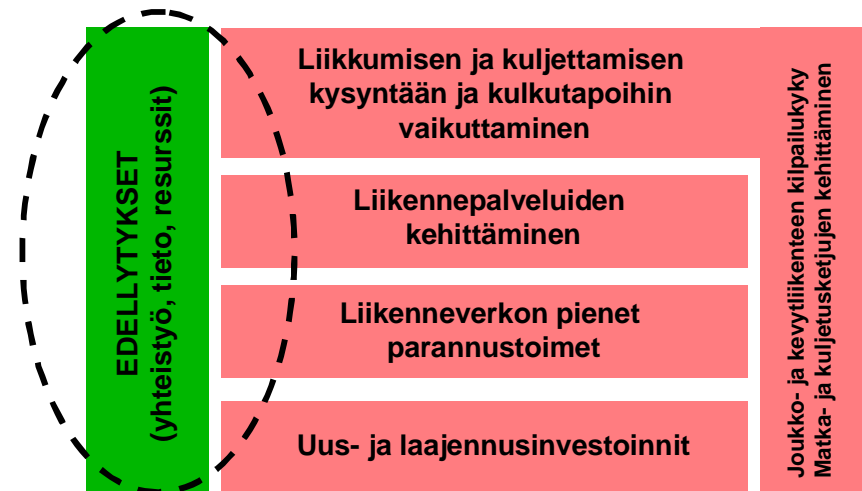 EDELLYTYKSET
(yhteistyö, tieto, resurssit)
Liikkumisen ja kuljettamisen
kysyntään ja kulkutapoihin
vaikuttaminen
Liikennepalveluiden
kehittäminen
Liikenneverkon pienet
parannustoimet
Uus- ja laajennusinvestoinnit
Joukko- ja kevytliikenteen kilpailukyky
Matka- ja kuljetusketjujen kehittäminen